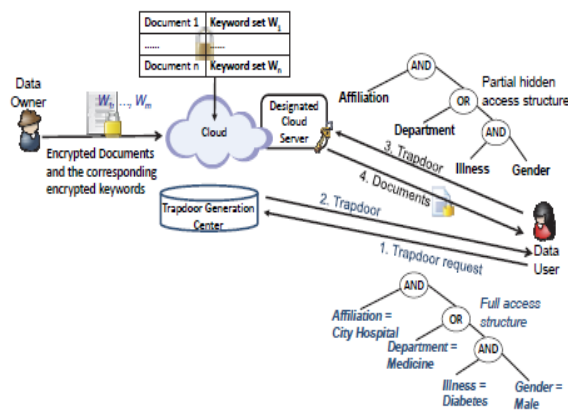 Document 1 Keyword set W1
...... ......
Document n Keyword set Wn
Data
Owner
Cloud
Designated
Cloud
Server
Encrypted Documents
and the corresponding
encrypted keywords
Trapdoor Generation
Center
AND
Affiliation
OR
Partial hidden
access structure
Department
AND
Illness
Gender
3. Trapdoor
4. Documents
2. Trapdoor
1. Trapdoor request
Data
User
AND
Affiliation =
City Hospital
OR
Full access
structure
Department =
Medicine
AND
Illness =
Diabetes
Gender =
Male